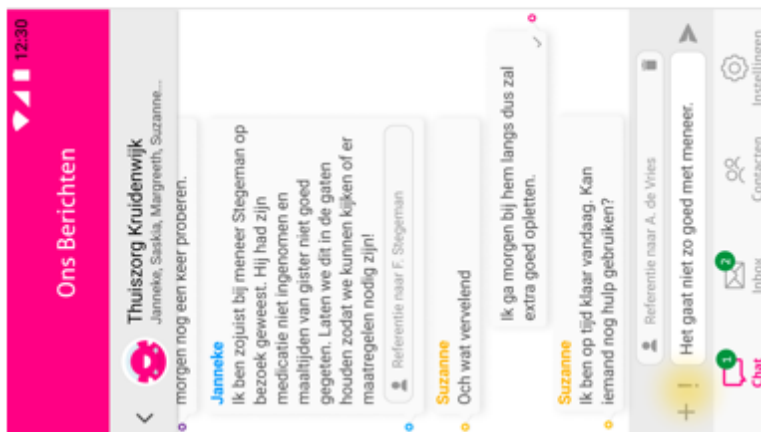 12:30
Ons Berichten
Thuiszorg Kruidenwijk
Janneke, Saskia, Margreeth, Suzanne...
morgen nog een keer proberen.
Janneke
Ik ben zojuist bij meneer Stegeman op
bezoek geweest. Hij had zijn
medicatie niet ingenomen en
maaltijden van gister niet goed
gegeten. Laten we dit in de gaten
houden zodat we kunnen kijken of er
maatregelen nodig zijn!
Referentie naar F. Stegeman
Suzanne
Och wat vervelend
Ik ga morgen bij hem langs dus zal
extra goed opletten.
Suzanne
Ik ben op tijd klaar vandaag. Kan
iemand nog hulp gebruiken?
Referentie naar A. de Vries
+ ! Het gaat niet zo goed met meneer.
1 2
Chat Inbox Contacten Instellingen